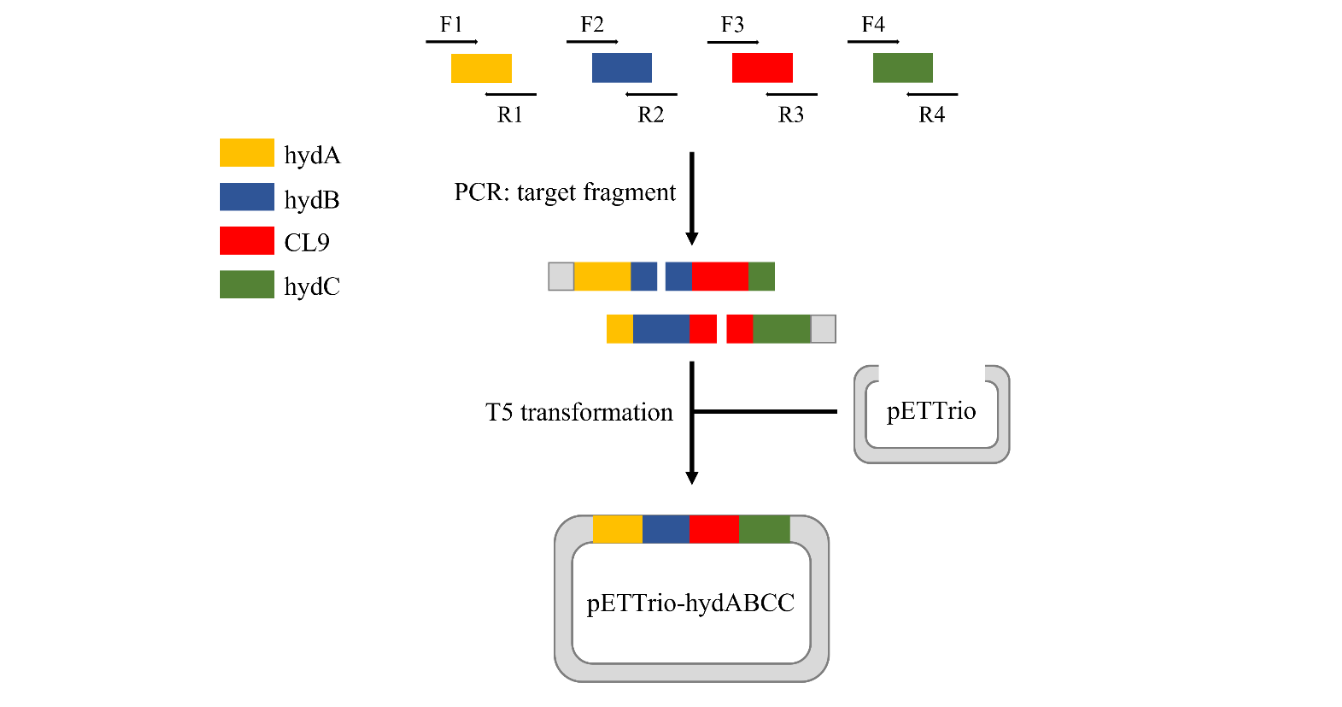 F1
F2
F3
F4
R1
R2
R3
R4
hydA
hydB
CL9
hydC
PCR: target fragment
T5 transformation
pETTrio
pETTrio-hydABCC